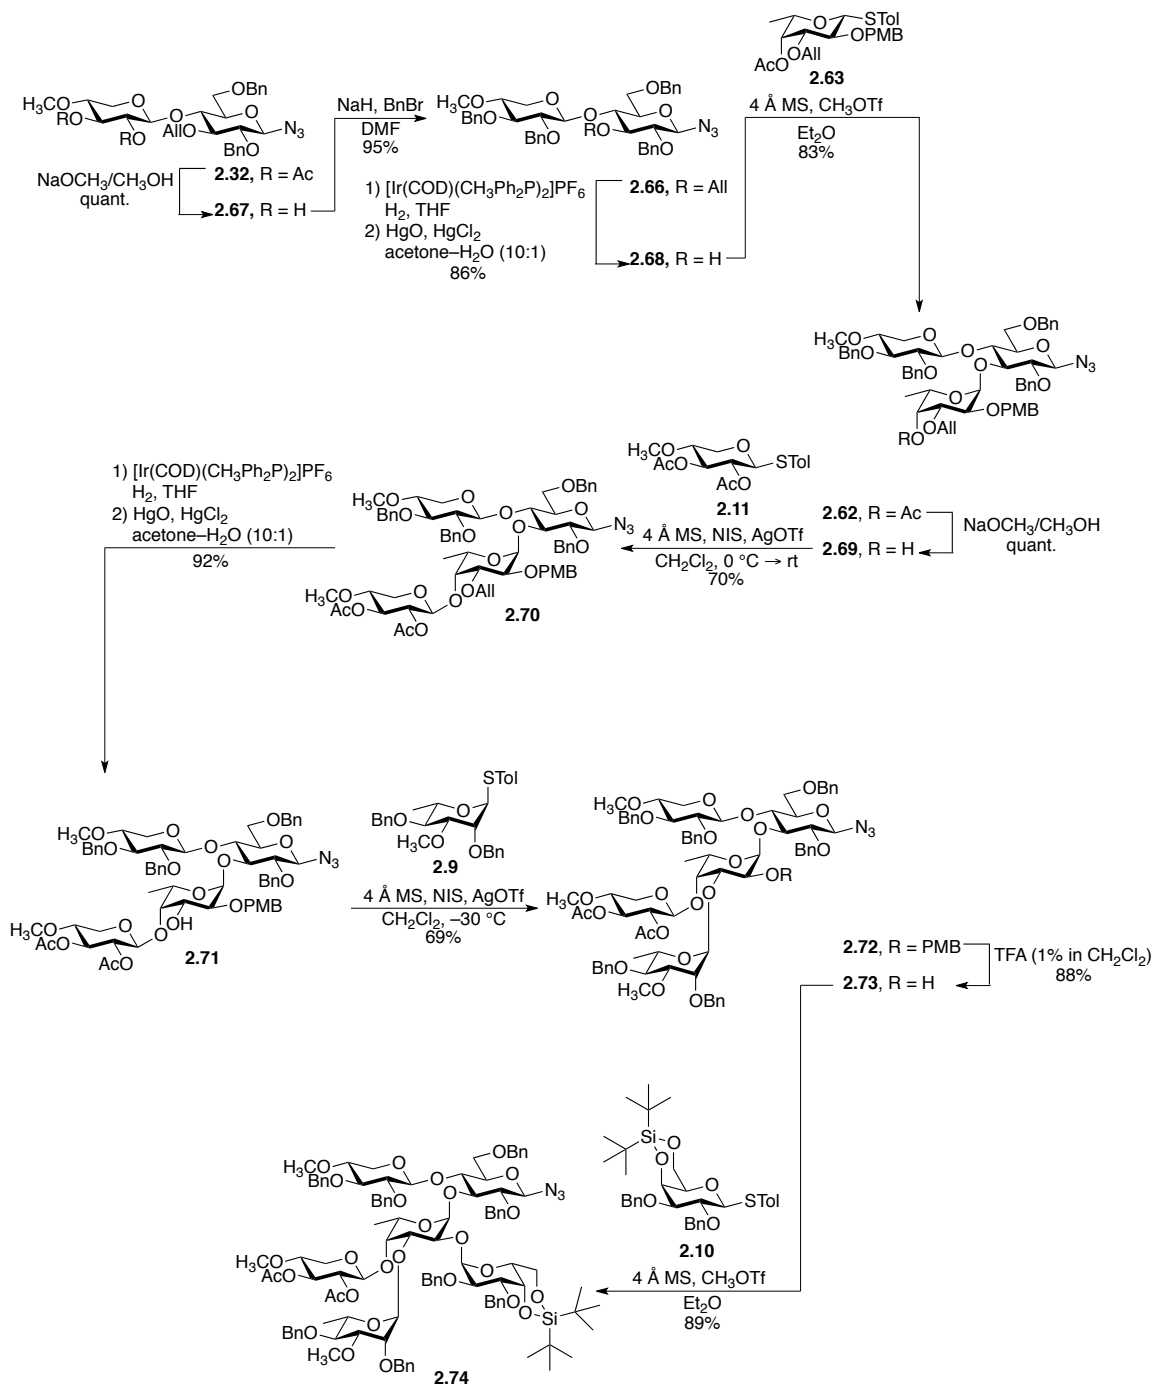 O
STol
OPMB
OAll
AcO
2.63
OBn
H3CO
O
O
O
RO
RO
AllO
BnO
N3
2.32, R = Ac
NaOCH3/CH3OH
quant.
2.67, R = H
NaH, BnBr
DMF
95%
OBn
H3CO
O
O
O
BnO
OBn
RO
BnO
N3
1) [Ir(COD)(CH3Ph2P)2]PF6
H2, THF
2) HgO, HgCl2
acetone–H2O (10:1)
86%
2.66, R = All
2.68, R = H
4 Å MS, CH3OTf
Et2O
83%
OBn
H3CO
O
O
O
BnO
BnO
O
BnO
N3
O
OPMB
OAll
RO
2.62, R = Ac
NaOCH3/CH3OH
quant.
2.69, R = H
H3CO
O
AcO
STol
AcO
2.11
4 Å MS, NIS, AgOTf
CH2Cl2, 0 °C → rt
70%
OBn
H3CO
O
O
O
BnO
OBn
O
BnO
N3
O
OPMB
OAll
H3CO
O
AcO
O
AcO
2.70
1) [Ir(COD)(CH3Ph2P)2]PF6
H2, THF
2) HgO, HgCl2
acetone–H2O (10:1)
92%
OBn
H3CO
O
O
O
BnO
BnO
O
BnO
N3
O
OPMB
OH
H3CO
O
AcO
O
AcO
2.71
STol
O
BnO
H3CO
OBn
2.9
4 Å MS, NIS, AgOTf
CH2Cl2, –30 °C
69%
OBn
H3CO
O
O
O
BnO
OBn
O
BnO
N3
O
OR
H3CO
O
AcO
O
O
AcO
O
BnO
H3CO
OBn
2.72, R = PMB
TFA (1% in CH2Cl2)
88%
2.73, R = H
Si
O
O
O
BnO
STol
BnO
2.10
4 Å MS, CH3OTf
Et2O
89%
OBn
H3CO
O
O
O
BnO
OBn
O
BnO
N3
O
O
H3CO
O
AcO
O
O
AcO
O
BnO
BnO
O
O
Si
O
BnO
H3CO
OBn
2.74